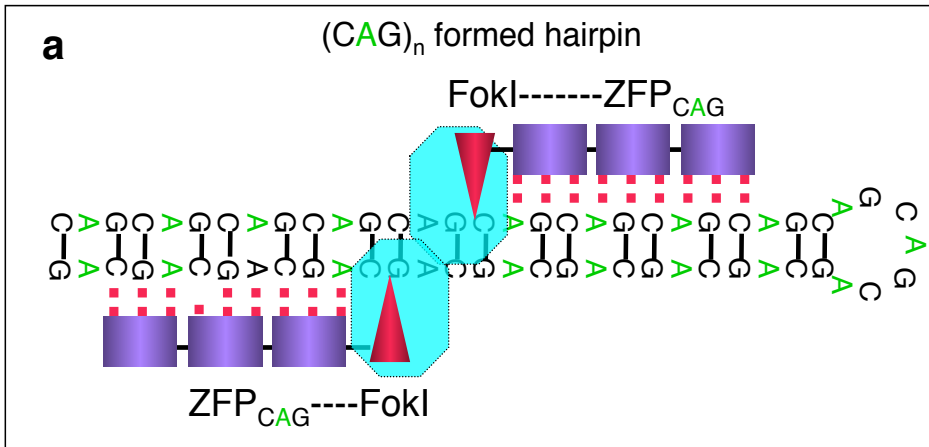 a
(CAG)n formed hairpin
FokI-------ZFPCAG
C A G C A G C A G C A G C A G C A G C A G C A G C A G C A G C A G C A
G A C G A C G A C G A C G A C G A C G A C G A C G A C G
ZFPCAG----FokI